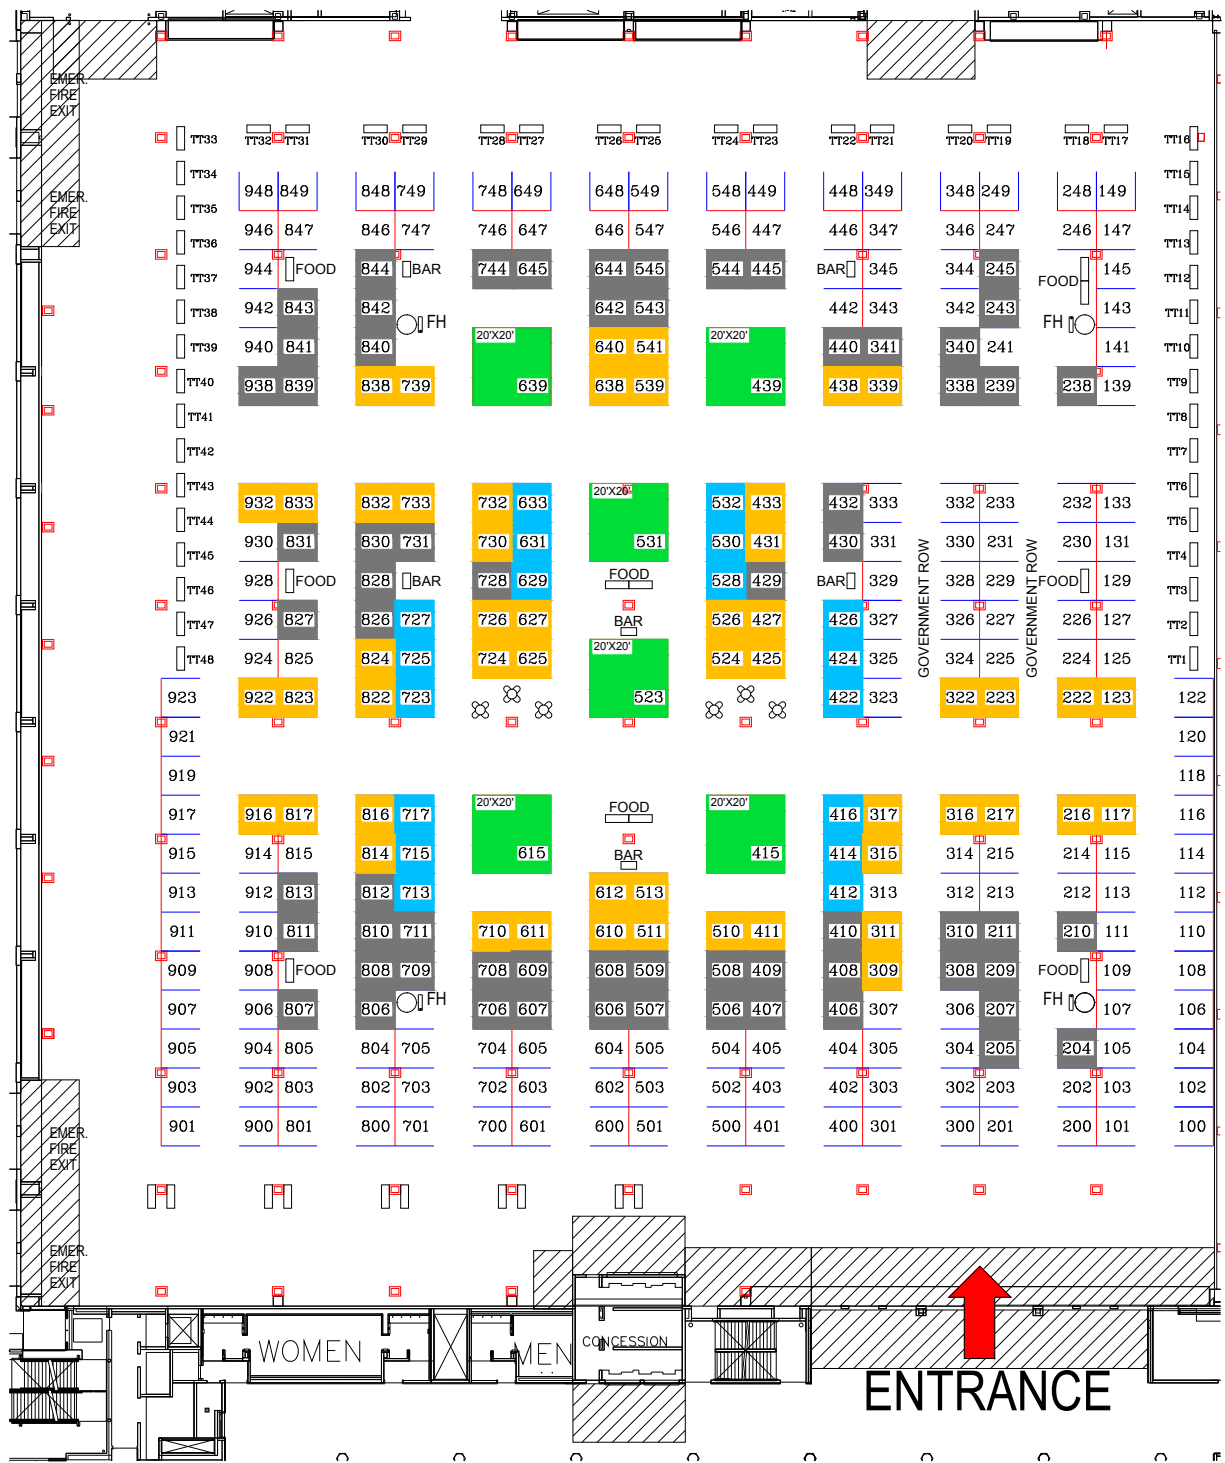 EMER.
FIRE
EXIT
TT33 TT32 TT31 TT30 TT29 TT28 TT27 TT26 TT25 TT24 TT23 TT22 TT21 TT20 TT19 TT18 TT17 TT16
TT34 TT15
948 849 848 749 748 649 648 549 548 449 448 349 348 249 248 149
EMER.
FIRE
EXIT
TT35 TT14
946 847 846 747 746 647 646 547 546 447 446 347 346 247 246 147
TT36 TT13
944 FOOD 844 BAR 744 645 644 545 544 445 BAR 345 344 245 FOOD 145
TT37 TT12
942 843 842 FH 642 543 442 343 342 243 FH 143
TT38 TT11
20'X20' 20'X20'
940 841 840 640 541 440 341 340 241 141
TT39 TT10
938 839 838 739 639 638 539 439 438 339 338 239 238 139
TT40 TT9
TT41 TT8
TT42 TT7
TT43 TT6
20'X20'
932 833 832 733 732 633 532 433 432 333 332 233 232 133
TT44 TT5
930 831 830 731 730 631 531 530 431 430 331 330 231 230 131
TT45 TT4
GOVERNMENT ROW
GOVERNMENT ROW
928 FOOD 828 BAR 728 629 FOOD 528 429 BAR 329 328 229 FOOD 129
TT46 TT3
926 827 826 727 726 627 BAR 526 427 426 327 326 227 226 127
TT47 TT2
20'X20'
924 825 824 725 724 625 524 425 424 325 324 225 224 125
TT48 TT1
923 922 823 822 723 523 422 323 322 223 222 123 122
921 120
919 118
20'X20' 20'X20'
917 916 817 816 717 FOOD 416 317 316 217 216 117 116
915 914 815 814 715 615 BAR 415 414 315 314 215 214 115 114
913 912 813 812 713 612 513 412 313 312 213 212 113 112
911 910 811 810 711 710 611 610 511 510 411 410 311 310 211 210 111 110
909 908 FOOD 808 709 708 609 608 509 508 409 408 309 308 209 FOOD 109 108
907 906 807 806 FH 706 607 606 507 506 407 406 307 306 207 FH 107 106
905 904 805 804 705 704 605 604 505 504 405 404 305 304 205 204 105 104
903 902 803 802 703 702 603 602 503 502 403 402 303 302 203 202 103 102
901 900 801 800 701 700 601 600 501 500 401 400 301 300 201 200 101 100
EMER.
FIRE
EXIT
EMER.
FIRE
EXIT
WOMEN MEN CONCESSION
ENTRANCE